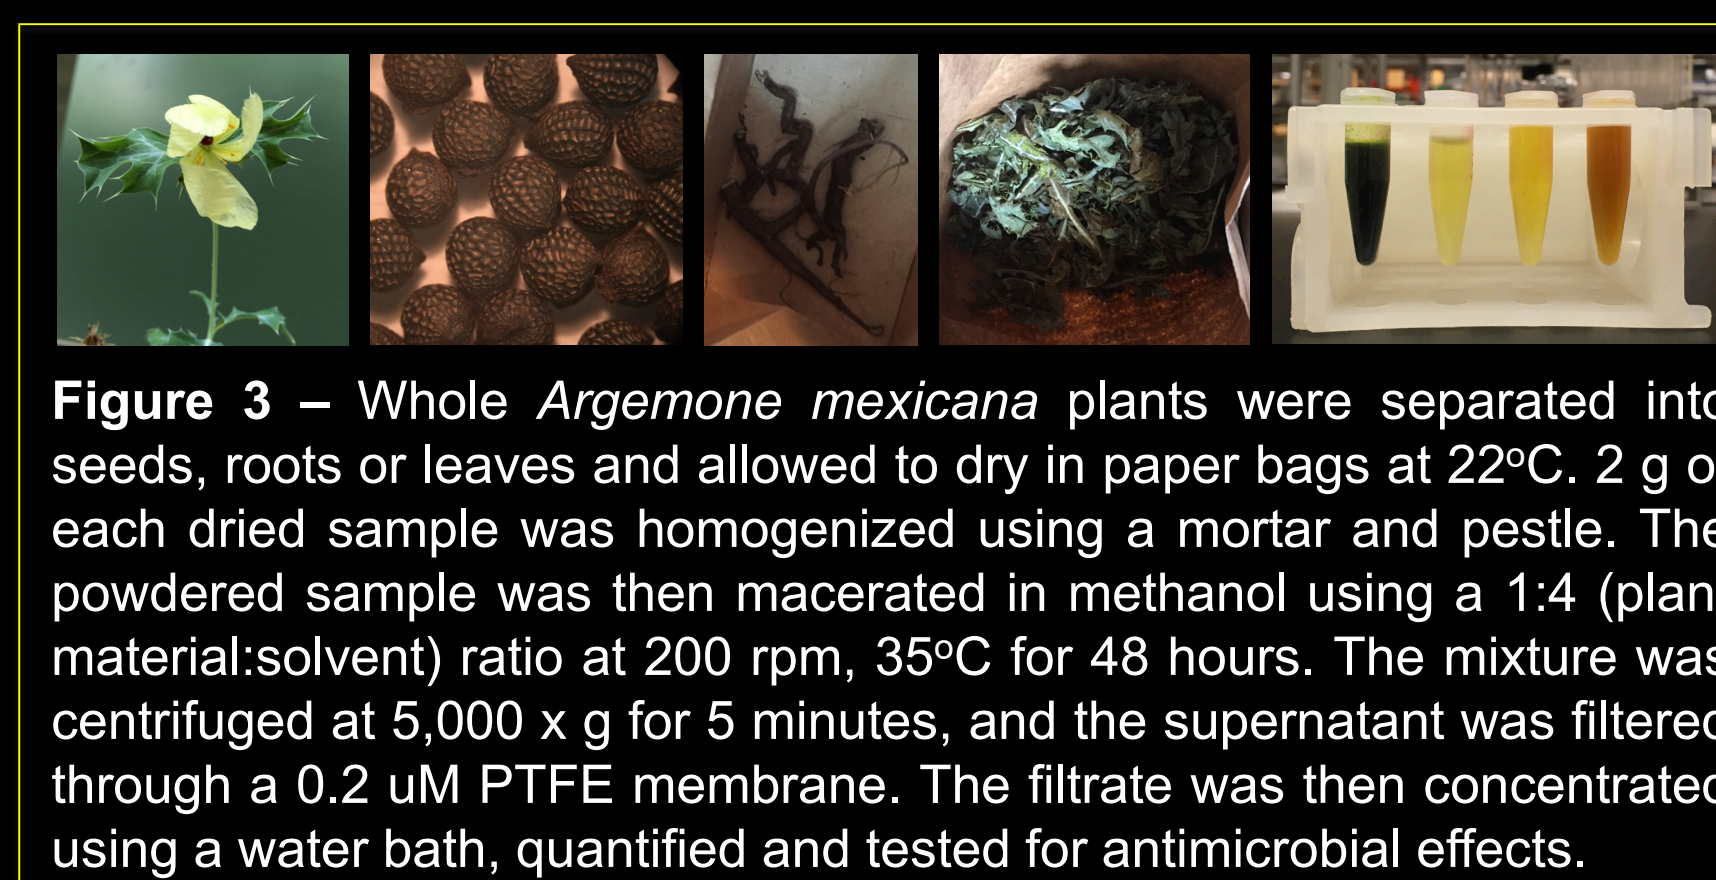 Figure 3 – Whole Argemone mexicana plants were separated into
seeds, roots or leaves and allowed to dry in paper bags at 22°C. 2 g o
each dried sample was homogenized using a mortar and pestle. The
powdered sample was then macerated in methanol using a 1:4 (plan
material:solvent) ratio at 200 rpm, 35°C for 48 hours. The mixture was
centrifuged at 5,000 x g for 5 minutes, and the supernatant was filtered
through a 0.2 uM PTFE membrane. The filtrate was then concentrated
using a water bath, quantified and tested for antimicrobial effects.